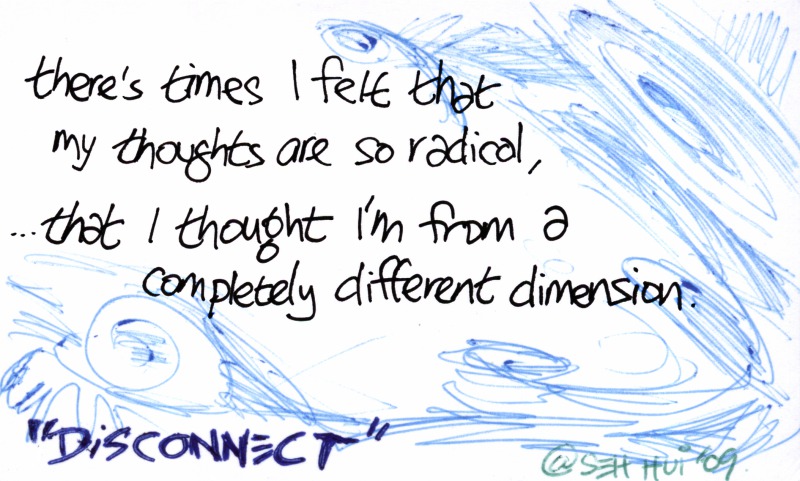 there's times I felt that
my thoughts are so radical,
...that I thought I'm from a
completely different dimension.
"DISCONNECT"
@SEH HUI '09